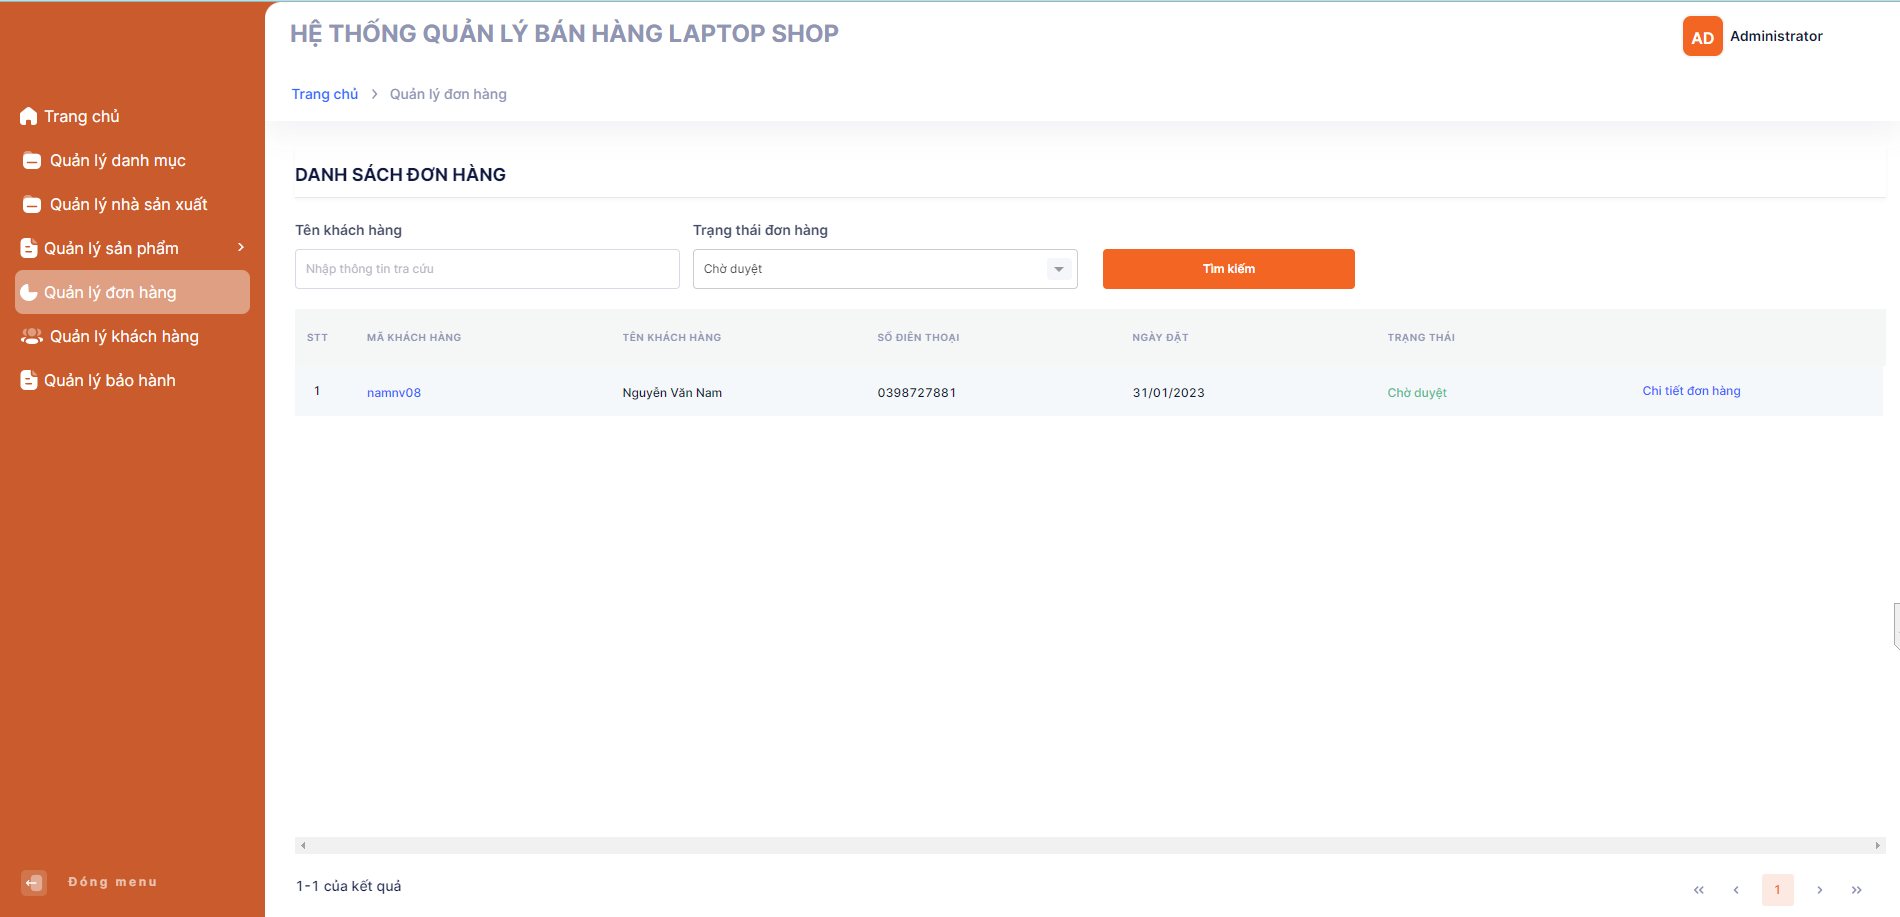 HỆ THỐNG QUẢN LÝ BÁN HÀNG LAPTOP SHOP
AD Administrator
Trang chủ > Quản lý đơn hàng
Trang chủ
Quản lý danh mục
Quản lý nhà sản xuất
Quản lý sản phẩm
Quản lý đơn hàng
Quản lý khách hàng
Quản lý bảo hành
Đóng menu
DANH SÁCH ĐƠN HÀNG
Tên khách hàng Trạng thái đơn hàng
Nhập thông tin tra cứu Chờ duyệt Tìm kiếm
STT MÃ KHÁCH HÀNG TÊN KHÁCH HÀNG SỐ ĐIỆN THOẠI NGÀY ĐẶT TRẠNG THÁI
1 namnv08 Nguyễn Văn Nam 0398727881 31/01/2023 Chờ duyệt Chi tiết đơn hàng
1-1 của kết quả
« ‹ 1 › »